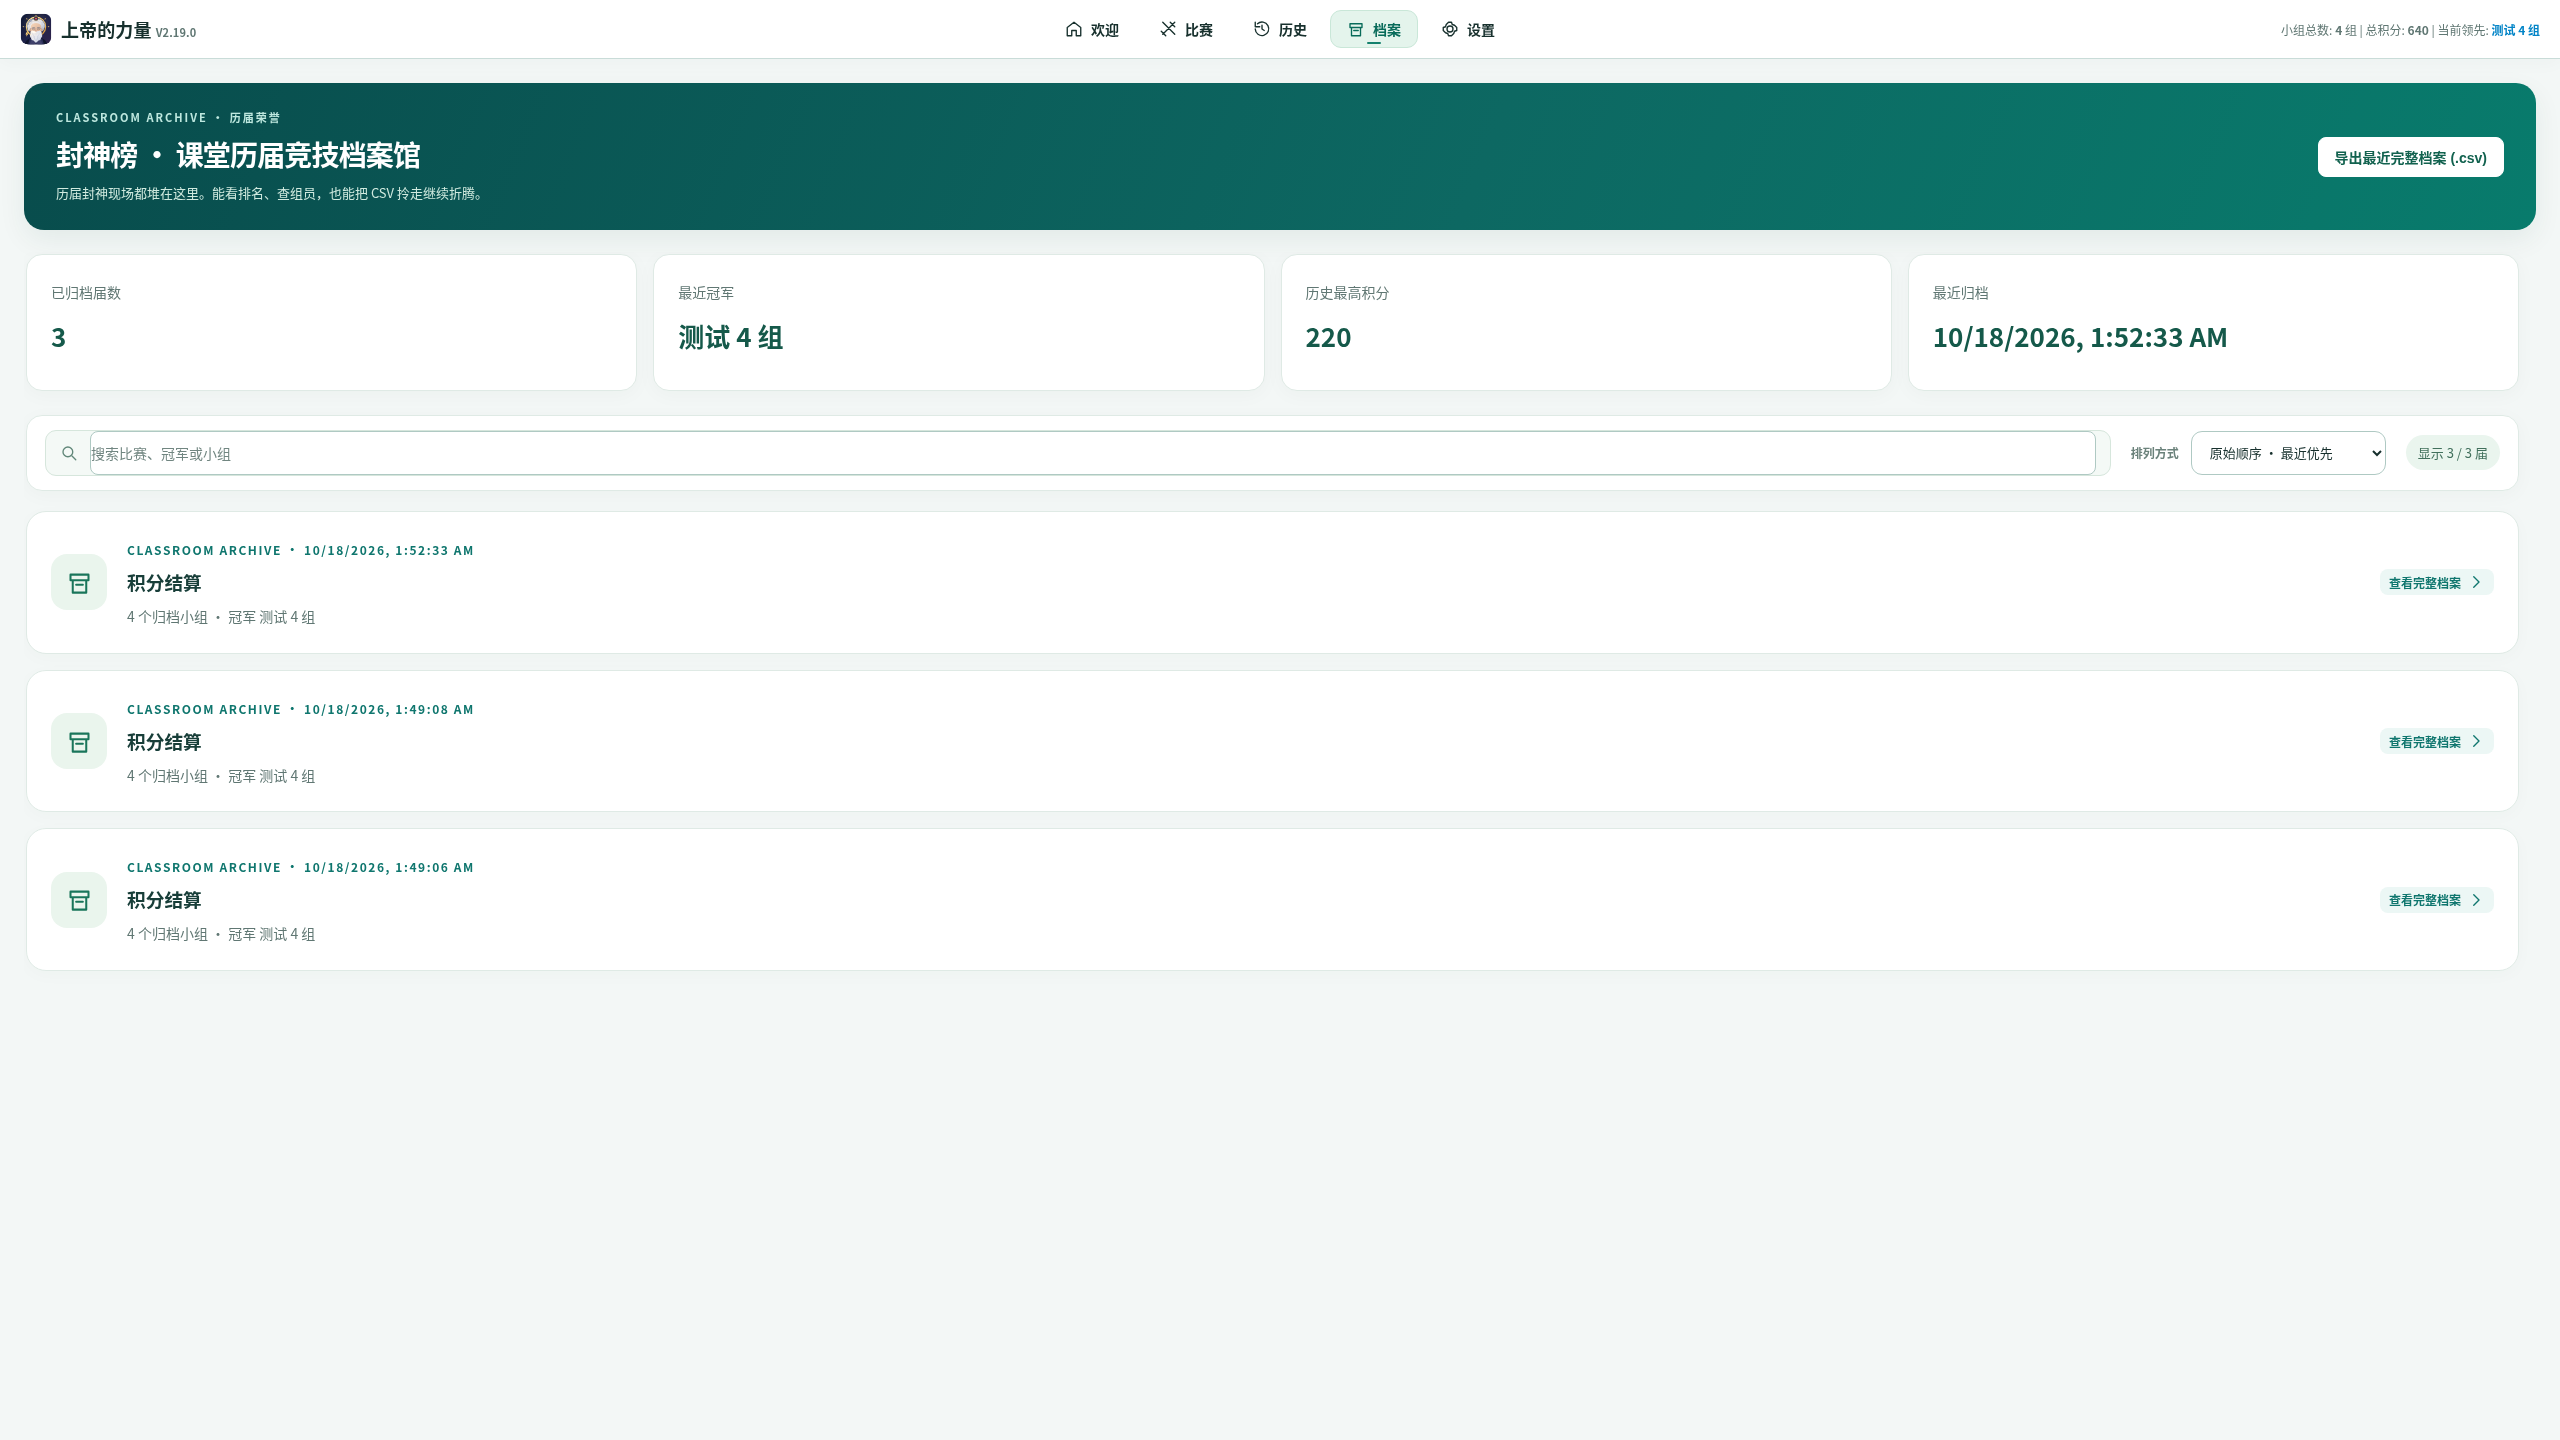 上帝的力量 V2.19.0
欢迎
比赛
历史
档案
设置
小组总数: 4 组 | 总积分: 640 | 当前领先: 测试 4 组
CLASSROOM ARCHIVE · 历届荣誉
封神榜 · 课堂历届竞技档案馆
历届封神现场都堆在这里。能看排名、查组员，也能把 CSV 拎走继续折腾。
导出最近完整档案 (.csv)
已归档届数
3
最近冠军
测试 4 组
历史最高积分
220
最近归档
10/18/2026, 1:52:33 AM
搜索比赛、冠军或小组
排列方式
原始顺序 · 最近优先
显示 3 / 3 届
CLASSROOM ARCHIVE · 10/18/2026, 1:52:33 AM
积分结算
4 个归档小组 · 冠军 测试 4 组
查看完整档案
CLASSROOM ARCHIVE · 10/18/2026, 1:49:08 AM
积分结算
4 个归档小组 · 冠军 测试 4 组
查看完整档案
CLASSROOM ARCHIVE · 10/18/2026, 1:49:06 AM
积分结算
4 个归档小组 · 冠军 测试 4 组
查看完整档案